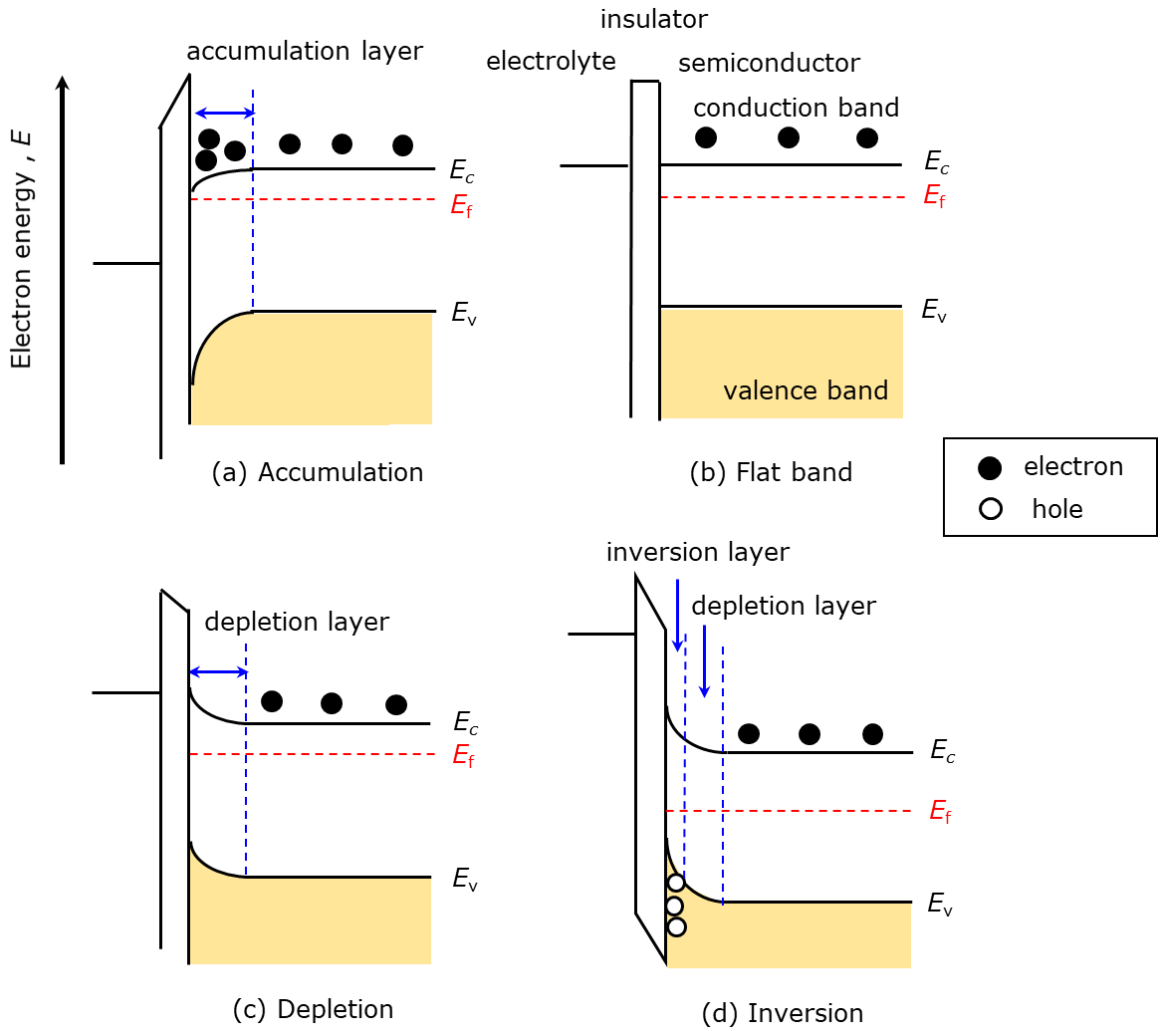 insulator
accumulation layer
electrolyte
semiconductor
conduction band
Electron energy , E
Ec
Ef
Ev
Ec
Ef
Ev
valence band
(a) Accumulation
(b) Flat band
electron
hole
inversion layer
depletion layer
depletion layer
Ec
Ef
Ev
Ec
Ef
Ev
(c) Depletion
(d) Inversion